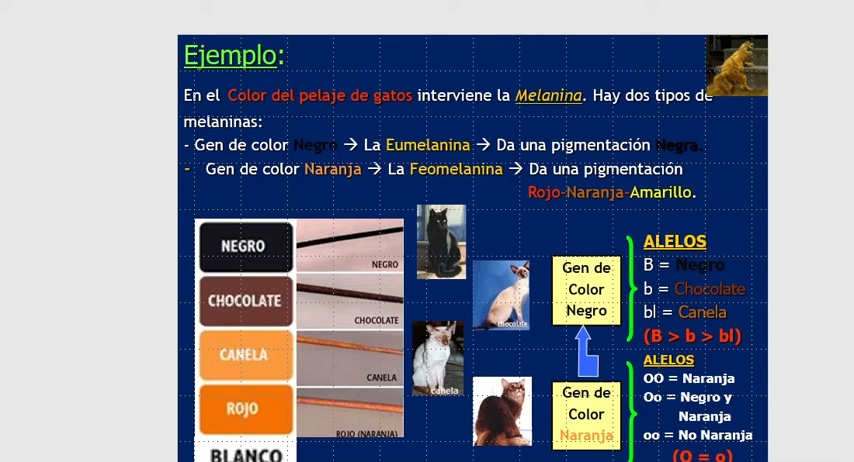 Ejemplo:
En el Color del pelaje de gatos interviene la Melanina. Hay dos tipos de
melaninas:
- Gen de color Negro → La Eumelanina → Da una pigmentación Negra.
- Gen de color Naranja → La Feomelanina → Da una pigmentación
Rojo-Naranja-Amarillo.
NEGRO
NEGRO
CHOCOLATE
CHOCOLATE
CANELA
CANELA
ROJO
ROJO (NARANJA)
BLANCO
chocolate
canela
Gen de
Color
Negro
ALELOS
B = Negro
b = Chocolate
bl = Canela
(B > b > bl)
Gen de
Color
Naranja
ALELOS
OO = Naranja
Oo = Negro y
Naranja
oo = No Naranja
(O = o)